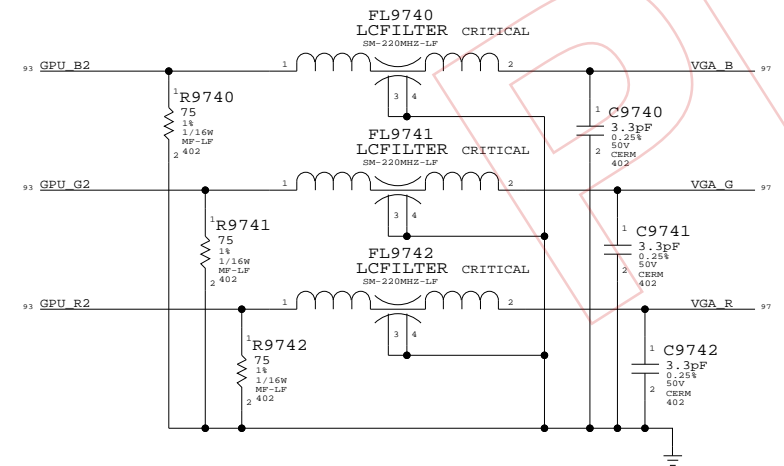 FL9740
LCFILTER CRITICAL
SM-220MHZ-LF
93 GPU_B2 1 2 VGA_B 97
3 4
1 R9740
75
1%
1/16W
MF-LF
2 402
1 C9740
3.3pF
0.25%
50V
2 CERM
402
FL9741
LCFILTER CRITICAL
SM-220MHZ-LF
93 GPU_G2 1 2 VGA_G 97
3 4
1 R9741
75
1%
1/16W
MF-LF
2 402
1 C9741
3.3pF
0.25%
50V
2 CERM
402
FL9742
LCFILTER CRITICAL
SM-220MHZ-LF
93 GPU_R2 1 2 VGA_R 97
3 4
1 R9742
75
1%
1/16W
MF-LF
2 402
1 C9742
3.3pF
0.25%
50V
2 CERM
402